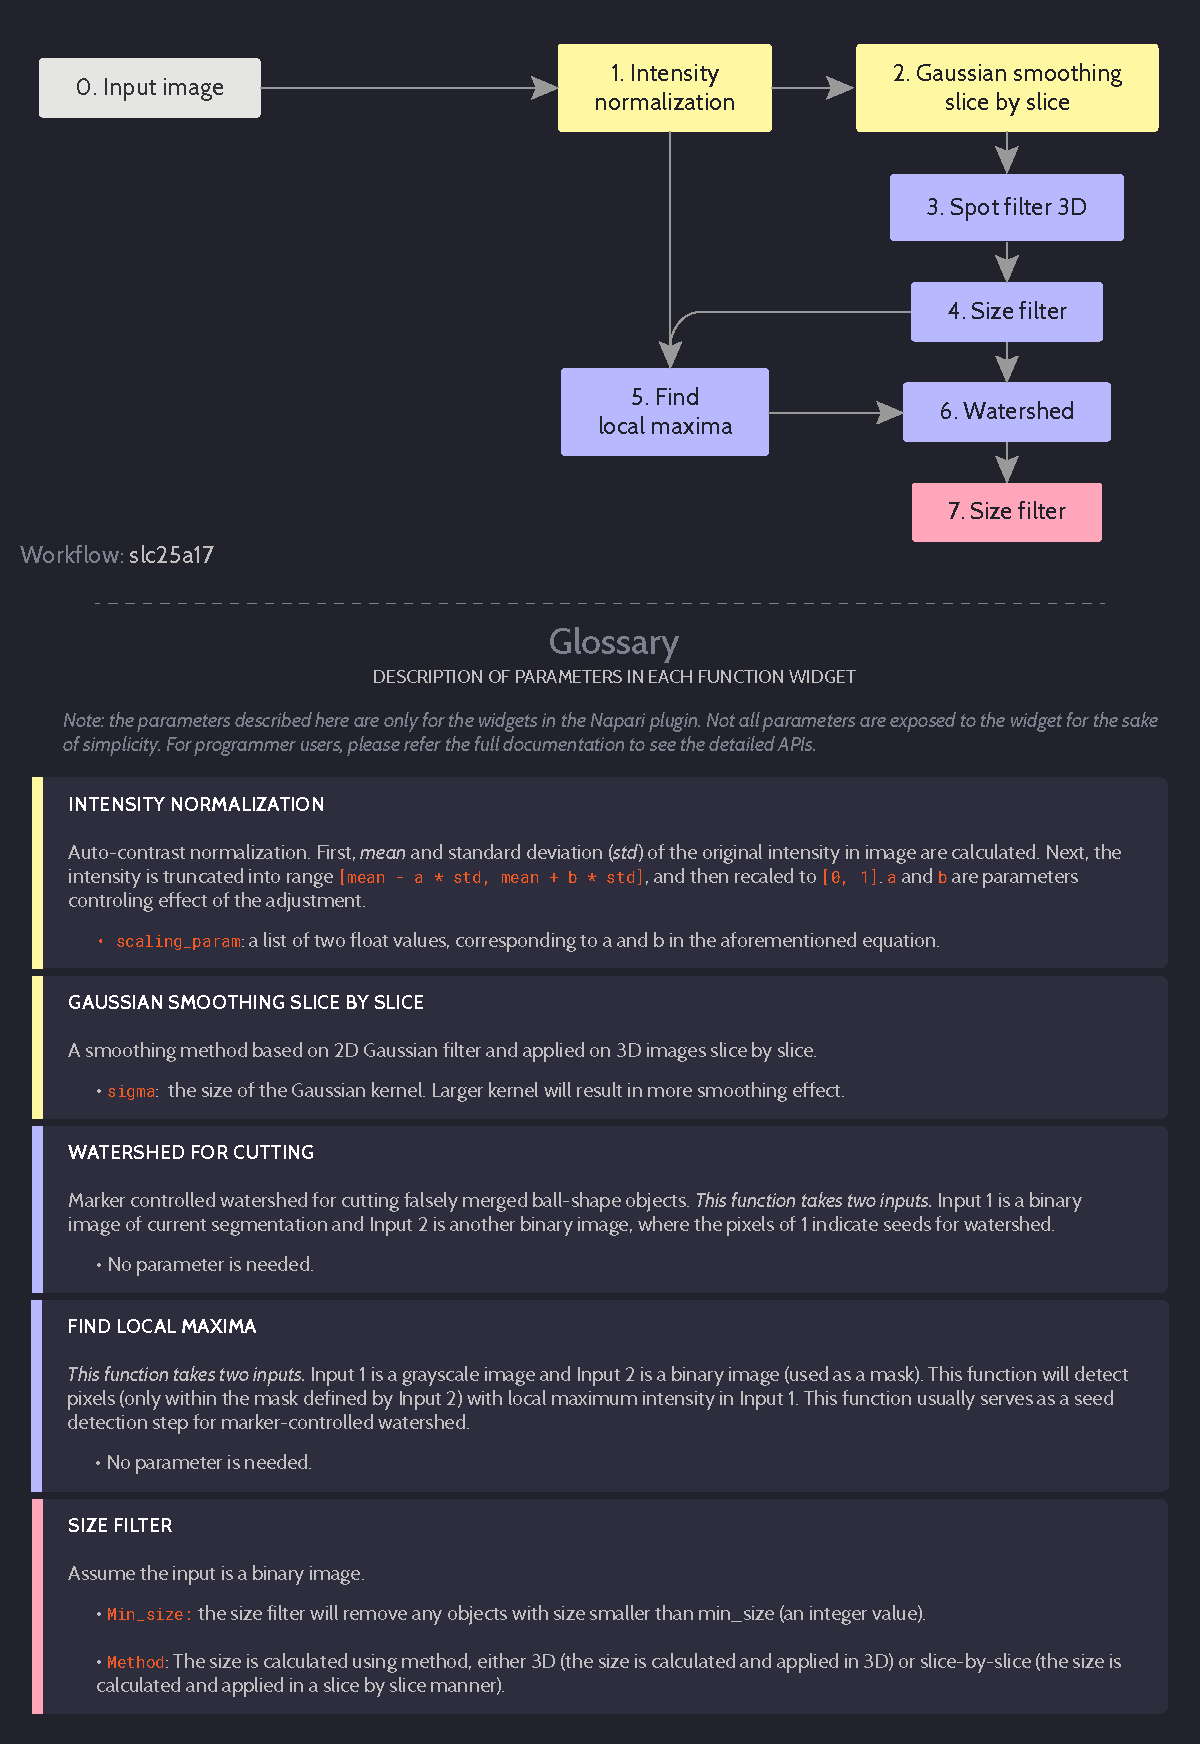 0. Input image
1. Intensity
normalization
2. Gaussian smoothing
slice by slice
3. Spot filter 3D
4. Size filter
5. Find
local maxima
6. Watershed
7. Size filter
Workflow: slc25a17
Glossary
DESCRIPTION OF PARAMETERS IN EACH FUNCTION WIDGET
Note: the parameters described here are only for the widgets in the Napari plugin. Not all parameters are exposed to the widget for the sake
of simplicity. For programmer users, please refer the full documentation to see the detailed APIs.
INTENSITY NORMALIZATION
Auto-contrast normalization. First, mean and standard deviation (std) of the original intensity in image are calculated. Next, the
intensity is truncated into range [mean - a * std, mean + b * std], and then recaled to [0, 1]. a and b are parameters
controling effect of the adjustment.
• scaling_param: a list of two float values, corresponding to a and b in the aforementioned equation.
GAUSSIAN SMOOTHING SLICE BY SLICE
A smoothing method based on 2D Gaussian filter and applied on 3D images slice by slice.
• sigma: the size of the Gaussian kernel. Larger kernel will result in more smoothing effect.
WATERSHED FOR CUTTING
Marker controlled watershed for cutting falsely merged ball-shape objects. This function takes two inputs. Input 1 is a binary
image of current segmentation and Input 2 is another binary image, where the pixels of 1 indicate seeds for watershed.
• No parameter is needed.
FIND LOCAL MAXIMA
This function takes two inputs. Input 1 is a grayscale image and Input 2 is a binary image (used as a mask). This function will detect
pixels (only within the mask defined by Input 2) with local maximum intensity in Input 1. This function usually serves as a seed
detection step for marker-controlled watershed.
• No parameter is needed.
SIZE FILTER
Assume the input is a binary image.
• Min_size: the size filter will remove any objects with size smaller than min_size (an integer value).
• Method: The size is calculated using method, either 3D (the size is calculated and applied in 3D) or slice-by-slice (the size is
calculated and applied in a slice by slice manner).